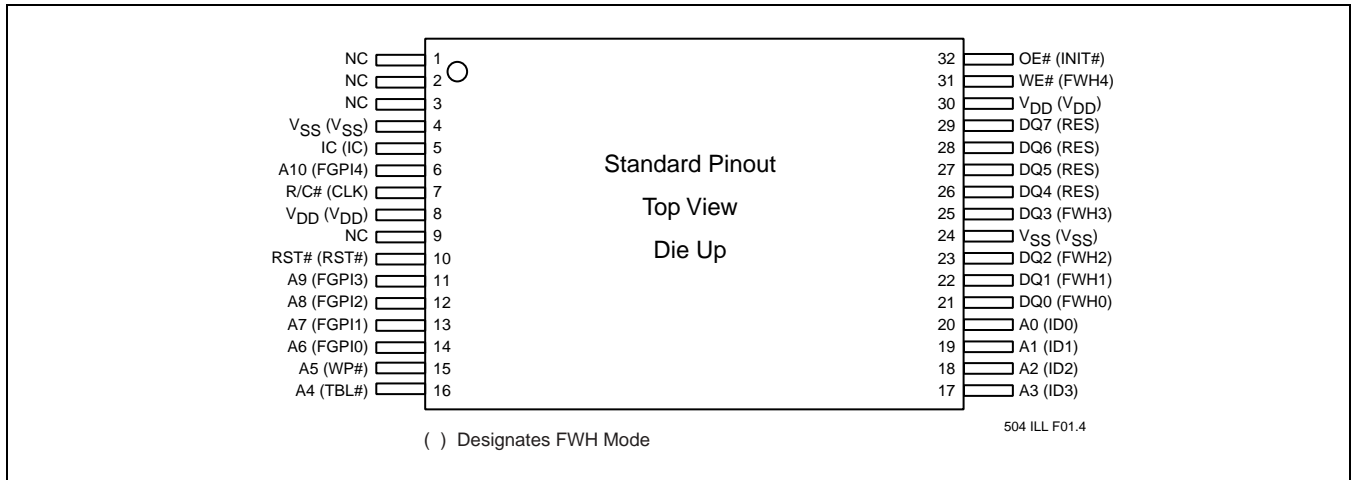 NC 1 32 OE# (INIT#)
NC 2 31 WE# (FWH4)
NC 3 30 VDD (VDD)
VSS (VSS) 4 29 DQ7 (RES)
IC (IC) 5 28 DQ6 (RES)
A10 (FGPI4) 6 27 DQ5 (RES)
R/C# (CLK) 7 26 DQ4 (RES)
VDD (VDD) 8 25 DQ3 (FWH3)
NC 9 24 VSS (VSS)
RST# (RST#) 10 23 DQ2 (FWH2)
A9 (FGPI3) 11 22 DQ1 (FWH1)
A8 (FGPI2) 12 21 DQ0 (FWH0)
A7 (FGPI1) 13 20 A0 (ID0)
A6 (FGPI0) 14 19 A1 (ID1)
A5 (WP#) 15 18 A2 (ID2)
A4 (TBL#) 16 17 A3 (ID3)
Standard Pinout
Top View
Die Up
( ) Designates FWH Mode
504 ILL F01.4